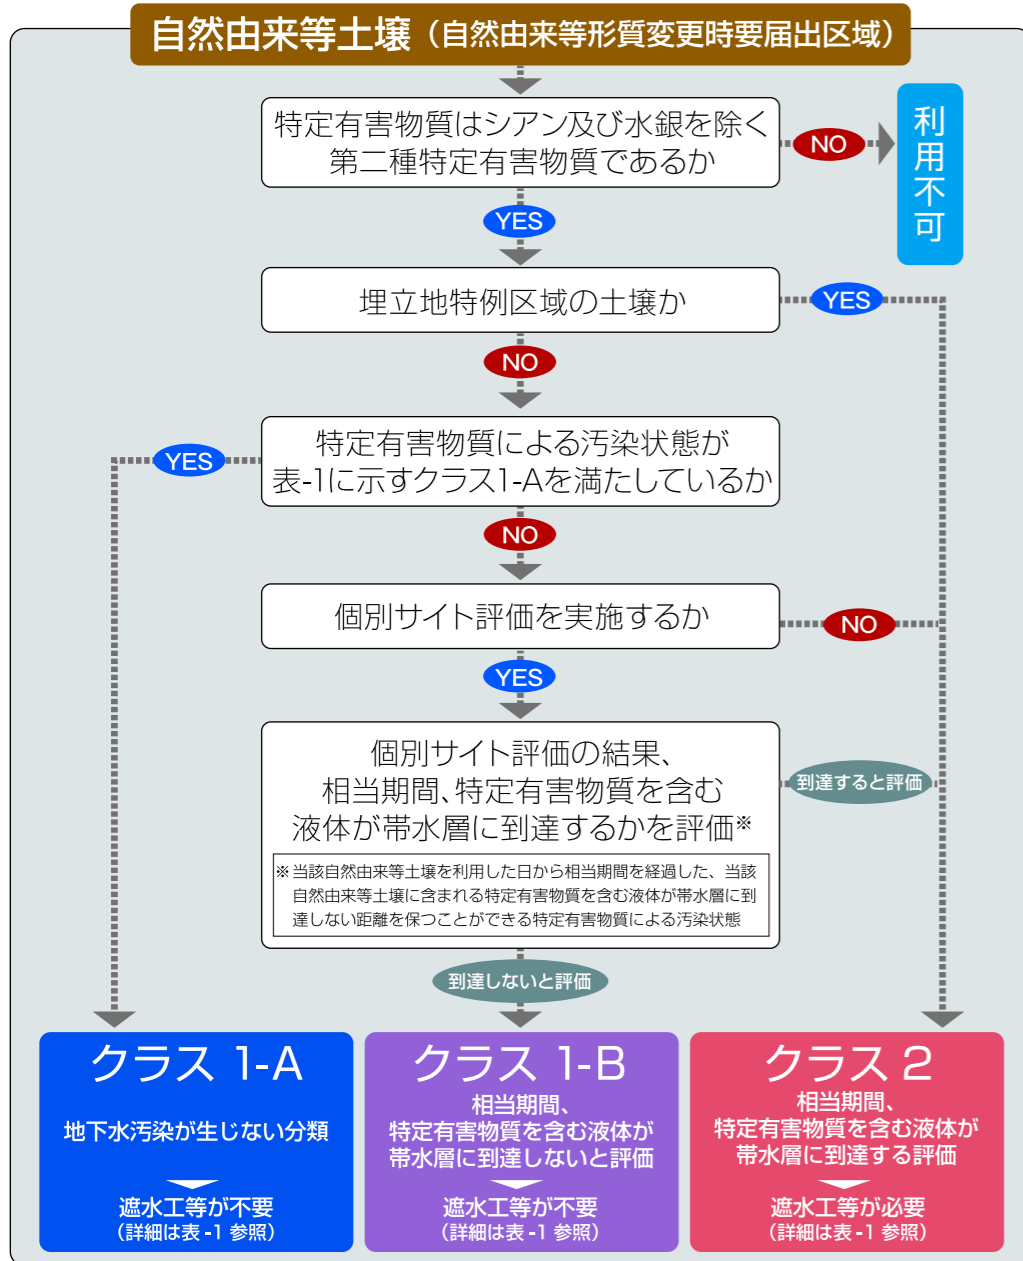 自然由来等土壌（自然由来等形質変更時要届出区域）
特定有害物質はシアン及び水銀を除く
第二種特定有害物質であるか
NO
利用不可
YES
埋立地特例区域の土壌か
YES
NO
特定有害物質による汚染状態が
表-1に示すクラス1-Aを満たしているか
YES
NO
個別サイト評価を実施するか
NO
YES
個別サイト評価の結果、
相当期間、特定有害物質を含む
液体が帯水層に到達するかを評価※
※当該自然由来等土壌を利用した日から相当期間を経過した、当該
自然由来等土壌に含まれる特定有害物質を含む液体が帯水層に到
達しない距離を保つことができる特定有害物質による汚染状態
到達すると評価
到達しないと評価
クラス 1-A
地下水汚染が生じない分類
遮水工等が不要
（詳細は表-1 参照）
クラス 1-B
相当期間、
特定有害物質を含む液体が
帯水層に到達しないと評価
遮水工等が不要
（詳細は表-1 参照）
クラス 2
相当期間、
特定有害物質を含む液体が
帯水層に到達する評価
遮水工等が必要
（詳細は表-1 参照）